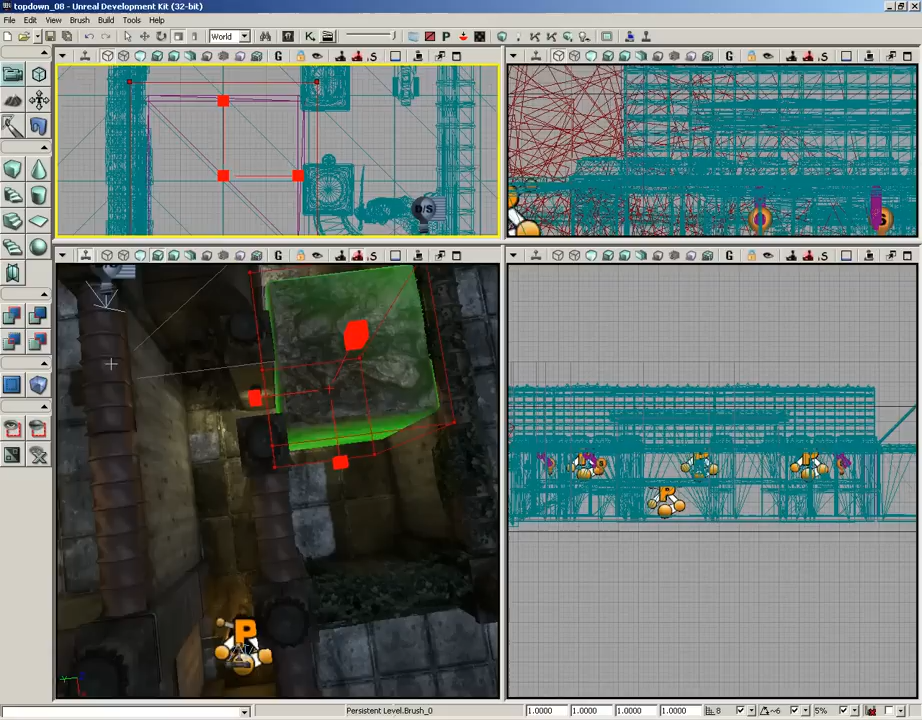 topdown_08 - Unreal Development Kit (32-bit)
File Edit View Brush Build Tools Help
World
P
G
S
G
S
D/S
S
G
S
G
S
P
P
P
P
P
Persistent Level.Brush_0
1.0000 1.0000 1.0000 1.0000 8 ~6 5%